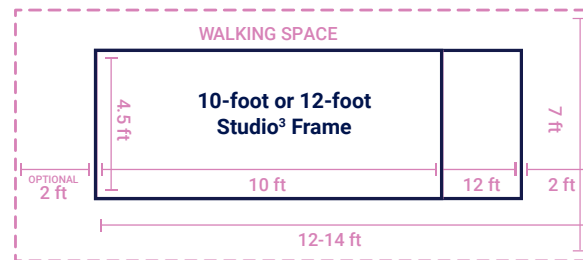 WALKING SPACE
10-foot or 12-foot
Studio³ Frame
4.5 ft
7 ft
OPTIONAL
2 ft
10 ft
12 ft
2 ft
12-14 ft